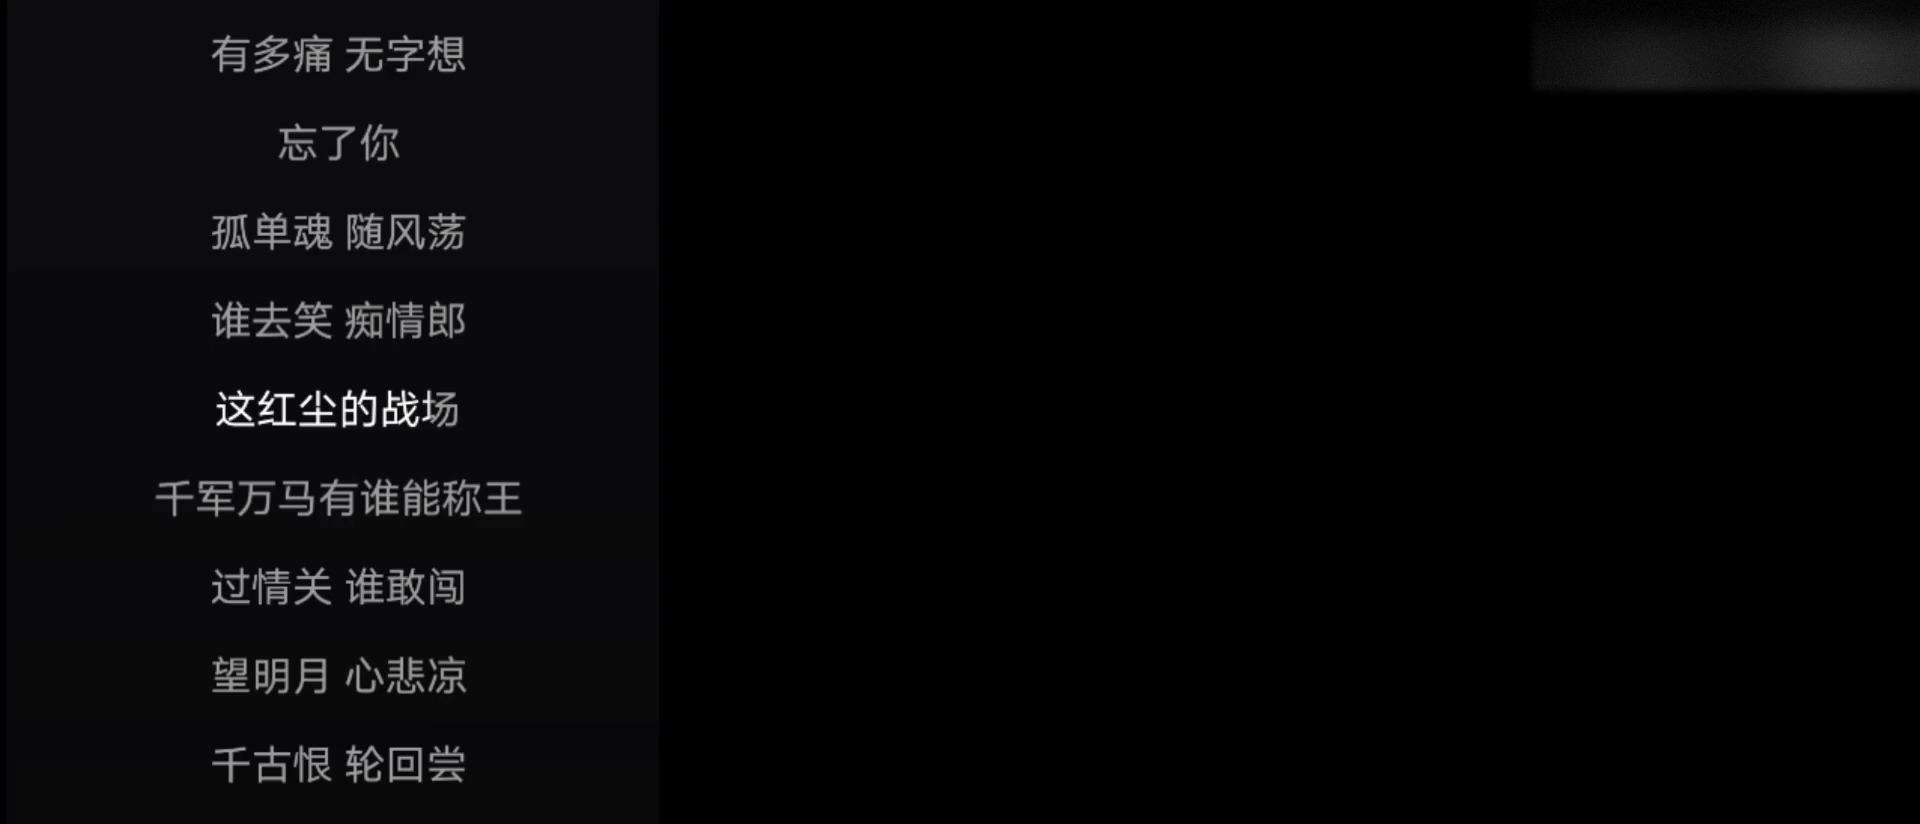 有多痛 无字想
忘了你
孤单魂 随风荡
谁去笑 痴情郎
这红尘的战场
千军万马有谁能称王
过情关 谁敢闯
望明月 心悲凉
千古恨 轮回尝